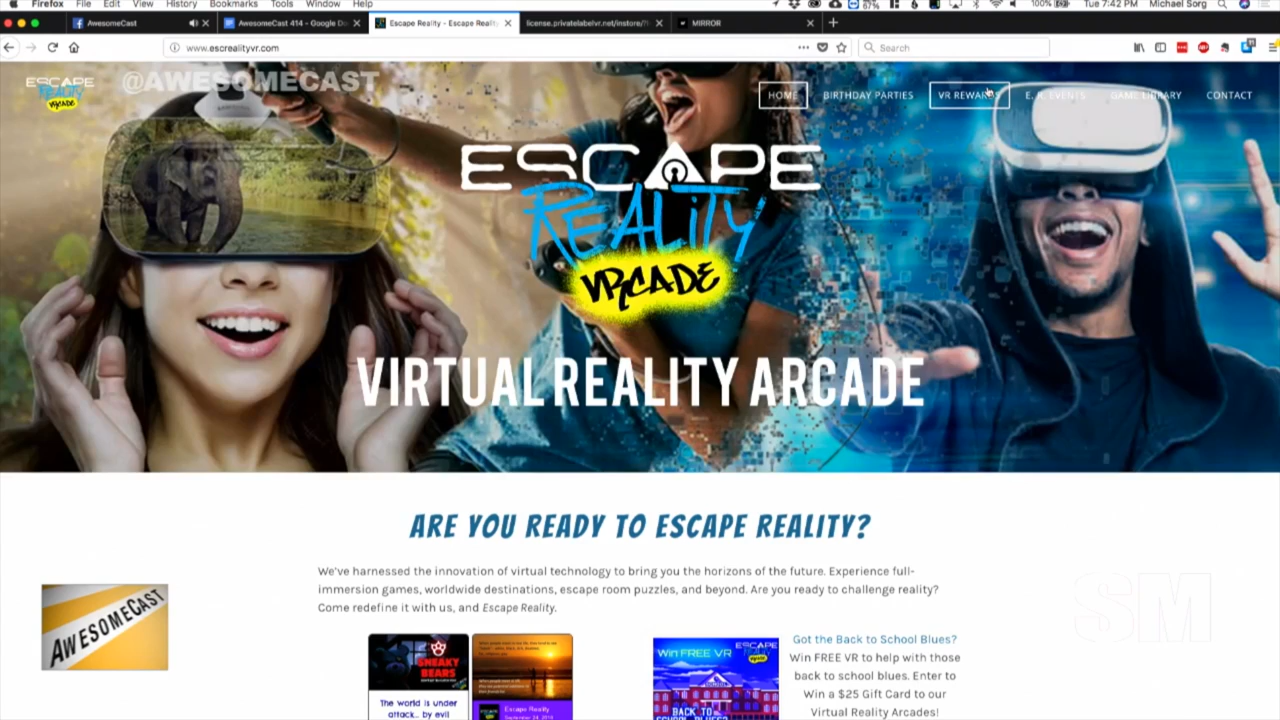 Firefox File Edit View History Bookmarks Tools Window Help
100% Tue 7:42 PM Michael Sorg
AwesomeCast
AwesomeCast 414 - Google Do
Escape Reality - Escape Reali
license.privatelabelvr.net/instore/?
MIRROR
www.escrealityvr.com
Search
ESCAPE
REALITY
VRCADE
@AWESOMECAST
HOME BIRTHDAY PARTIES VR REWARDS E. R. EVENTS GAME LIBRARY CONTACT
ESCAPE
REALITY
VRCADE
VIRTUAL REALITY ARCADE
ARE YOU READY TO ESCAPE REALITY?
We've harnessed the innovation of virtual technology to bring you the horizons of the future. Experience full-
immersion games, worldwide destinations, escape room puzzles, and beyond. Are you ready to challenge reality?
Come redefine it with us, and Escape Reality.
AWESOMECAST
SM
SNEAKY
BEARS
The world is under
attack... by evil
Escape Reality
WIN FREE VR
ESCAPE
BACK TO
SCHOOL BLUES?
Got the Back to School Blues?
Win FREE VR to help with those
back to school blues. Enter to
Win a $25 Gift Card to our
Virtual Reality Arcades!